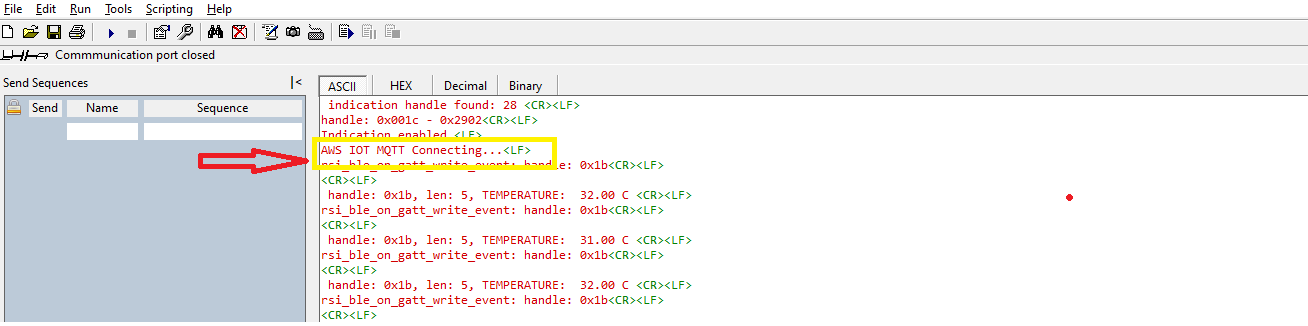 File Edit Run Tools Scripting Help
Commmunication port closed
Send Sequences
Send Name Sequence
ASCII HEX Decimal Binary
indication handle found: 28 <CR><LF>
handle: 0x001c - 0x2902<CR><LF>
Indication enabled <LF>
AWS IOT MQTT Connecting...<LF>
rsi_ble_on_gatt_write_event: handle: 0x1b<CR><LF>
<CR><LF>
handle: 0x1b, len: 5, TEMPERATURE:  32.00 C <CR><LF>
rsi_ble_on_gatt_write_event: handle: 0x1b<CR><LF>
<CR><LF>
handle: 0x1b, len: 5, TEMPERATURE:  31.00 C <CR><LF>
rsi_ble_on_gatt_write_event: handle: 0x1b<CR><LF>
<CR><LF>
handle: 0x1b, len: 5, TEMPERATURE:  32.00 C <CR><LF>
rsi_ble_on_gatt_write_event: handle: 0x1b<CR><LF>
<CR><LF>